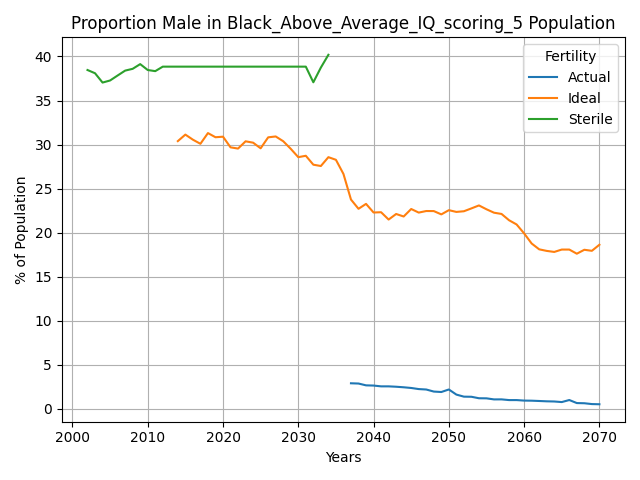 Proportion Male in Black_Above_Average_IQ_scoring_5 Population
Fertility
Actual
Ideal
Sterile
% of Population
40
35
30
25
20
15
10
5
0
2000 2010 2020 2030 2040 2050 2060 2070
Years